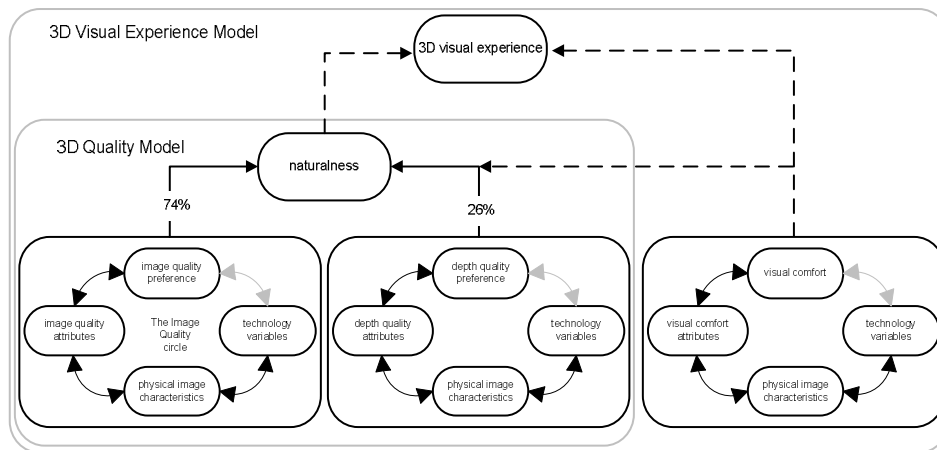 3D Visual Experience Model
3D visual experience
3D Quality Model
naturalness
74%
26%
image quality
preference
image quality
attributes
The Image
Quality
circle
technology
variables
physical image
characteristics
depth quality
preference
depth quality
attributes
technology
variables
physical image
characteristics
visual comfort
visual comfort
attributes
technology
variables
physical image
characteristics